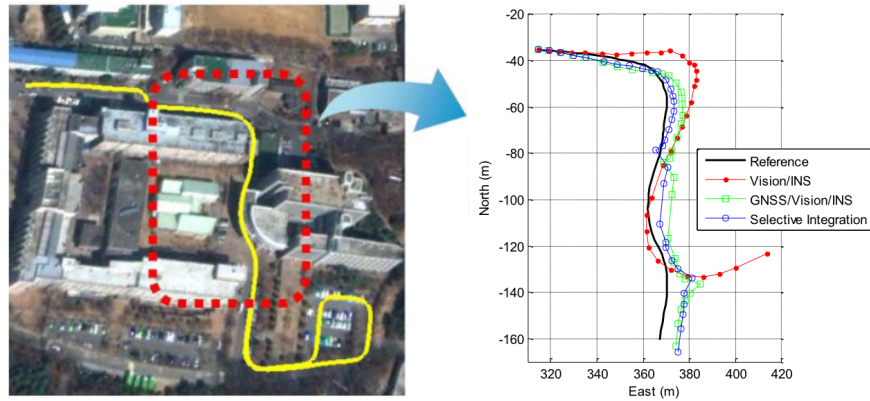 -20
-40
-60
-80
-100
-120
-140
-160
North (m)
320
340
360
380
400
420
East (m)
Reference
Vision/INS
GNSS/Vision/INS
Selective Integration